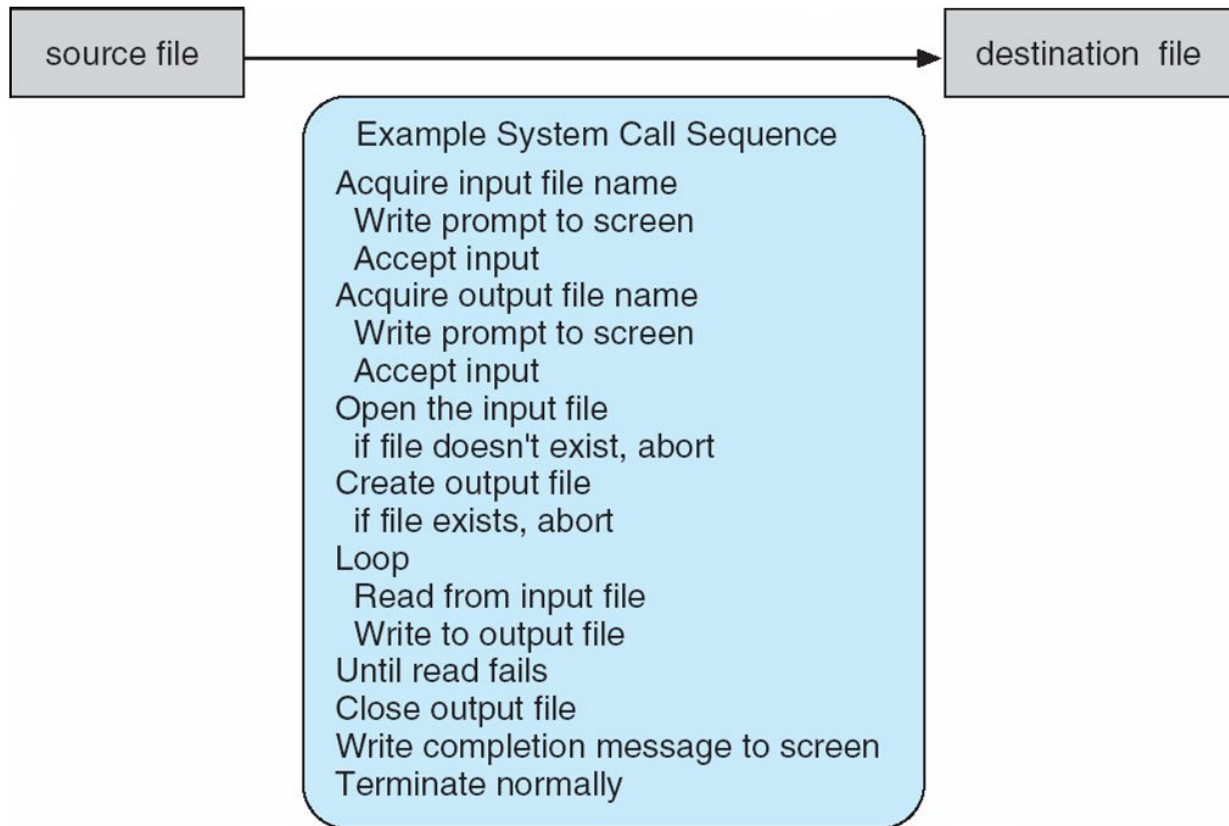 source file
destination file
Example System Call Sequence
Acquire input file name
Write prompt to screen
Accept input
Acquire output file name
Write prompt to screen
Accept input
Open the input file
if file doesn't exist, abort
Create output file
if file exists, abort
Loop
Read from input file
Write to output file
Until read fails
Close output file
Write completion message to screen
Terminate normally